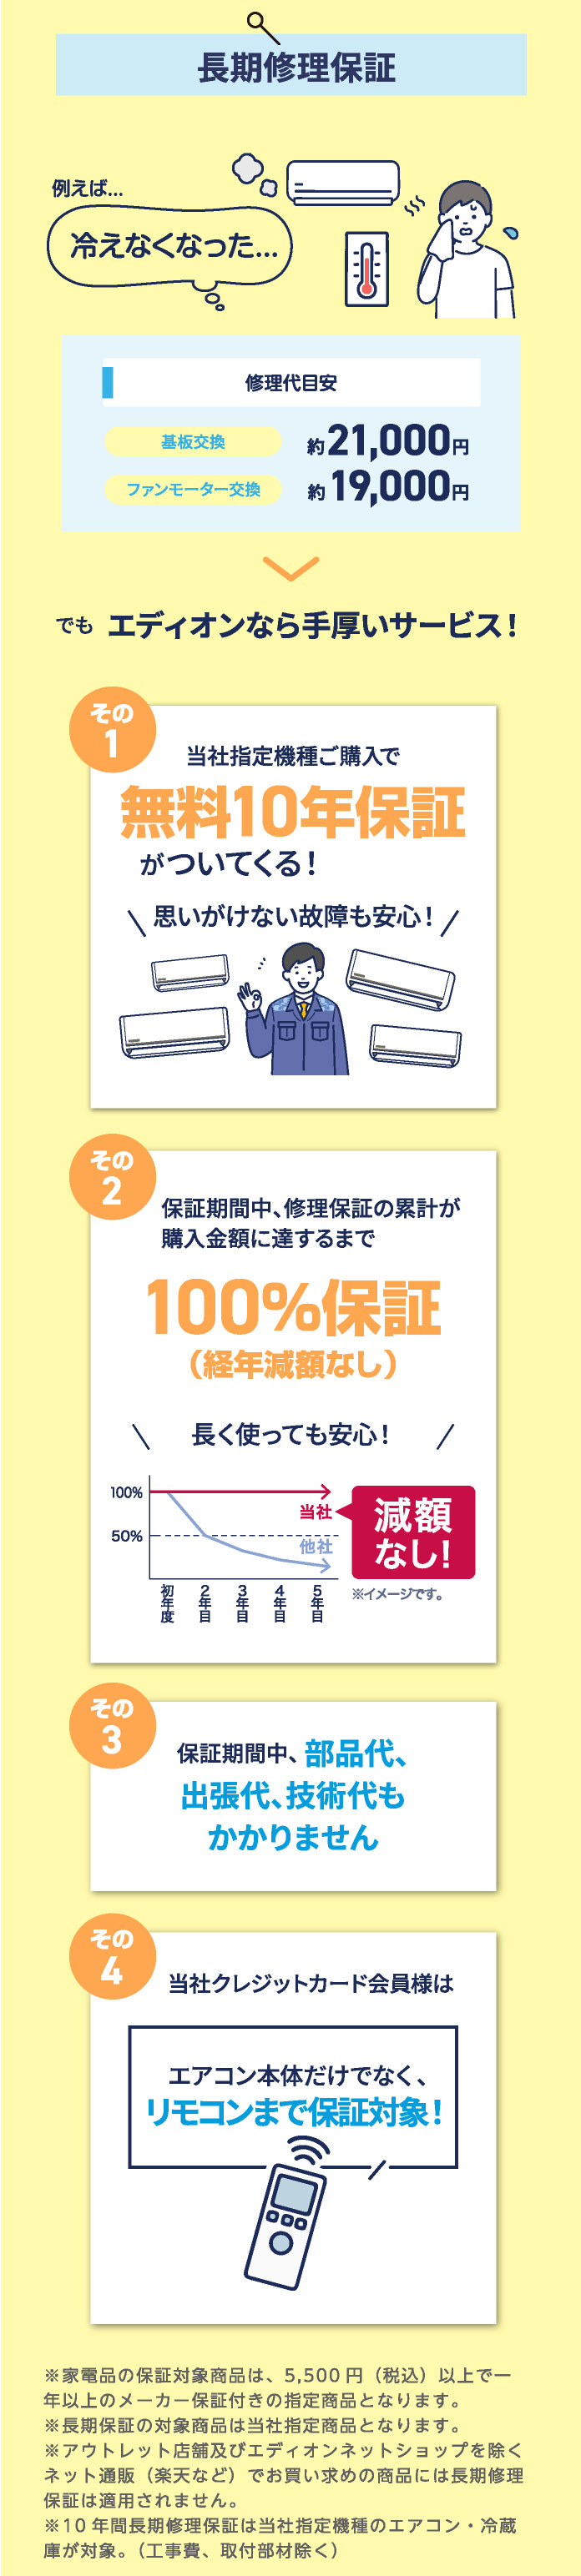 長期修理保証
例えば…
冷えなくなった…
修理代目安
基板交換 約21,000円
ファンモーター交換 約19,000円
でも エディオンなら手厚いサービス！
その
1
当社指定機種ご購入で
無料10年保証
がついてくる！
思いがけない故障も安心！
その
2
保証期間中、修理保証の累計が
購入金額に達するまで
100%保証
（経年減額なし）
長く使っても安心！
100%
当社
減額
なし！
50%
他社
初年度 2年目 3年目 4年目 5年目
※イメージです。
その
3
保証期間中、部品代、
出張代、技術代も
かかりません
その
4
当社クレジットカード会員様は
エアコン本体だけでなく、
リモコンまで保証対象！
※家電品の保証対象商品は、5,500円（税込）以上で一
年以上のメーカー保証付きの指定商品となります。
※長期保証の対象商品は当社指定商品となります。
※アウトレット店舗及びエディオンネットショップを除く
ネット通販（楽天など）でお買い求めの商品には長期修理
保証は適用されません。
※10年間長期修理保証は当社指定機種のエアコン・冷蔵
庫が対象。（工事費、取付部材除く）